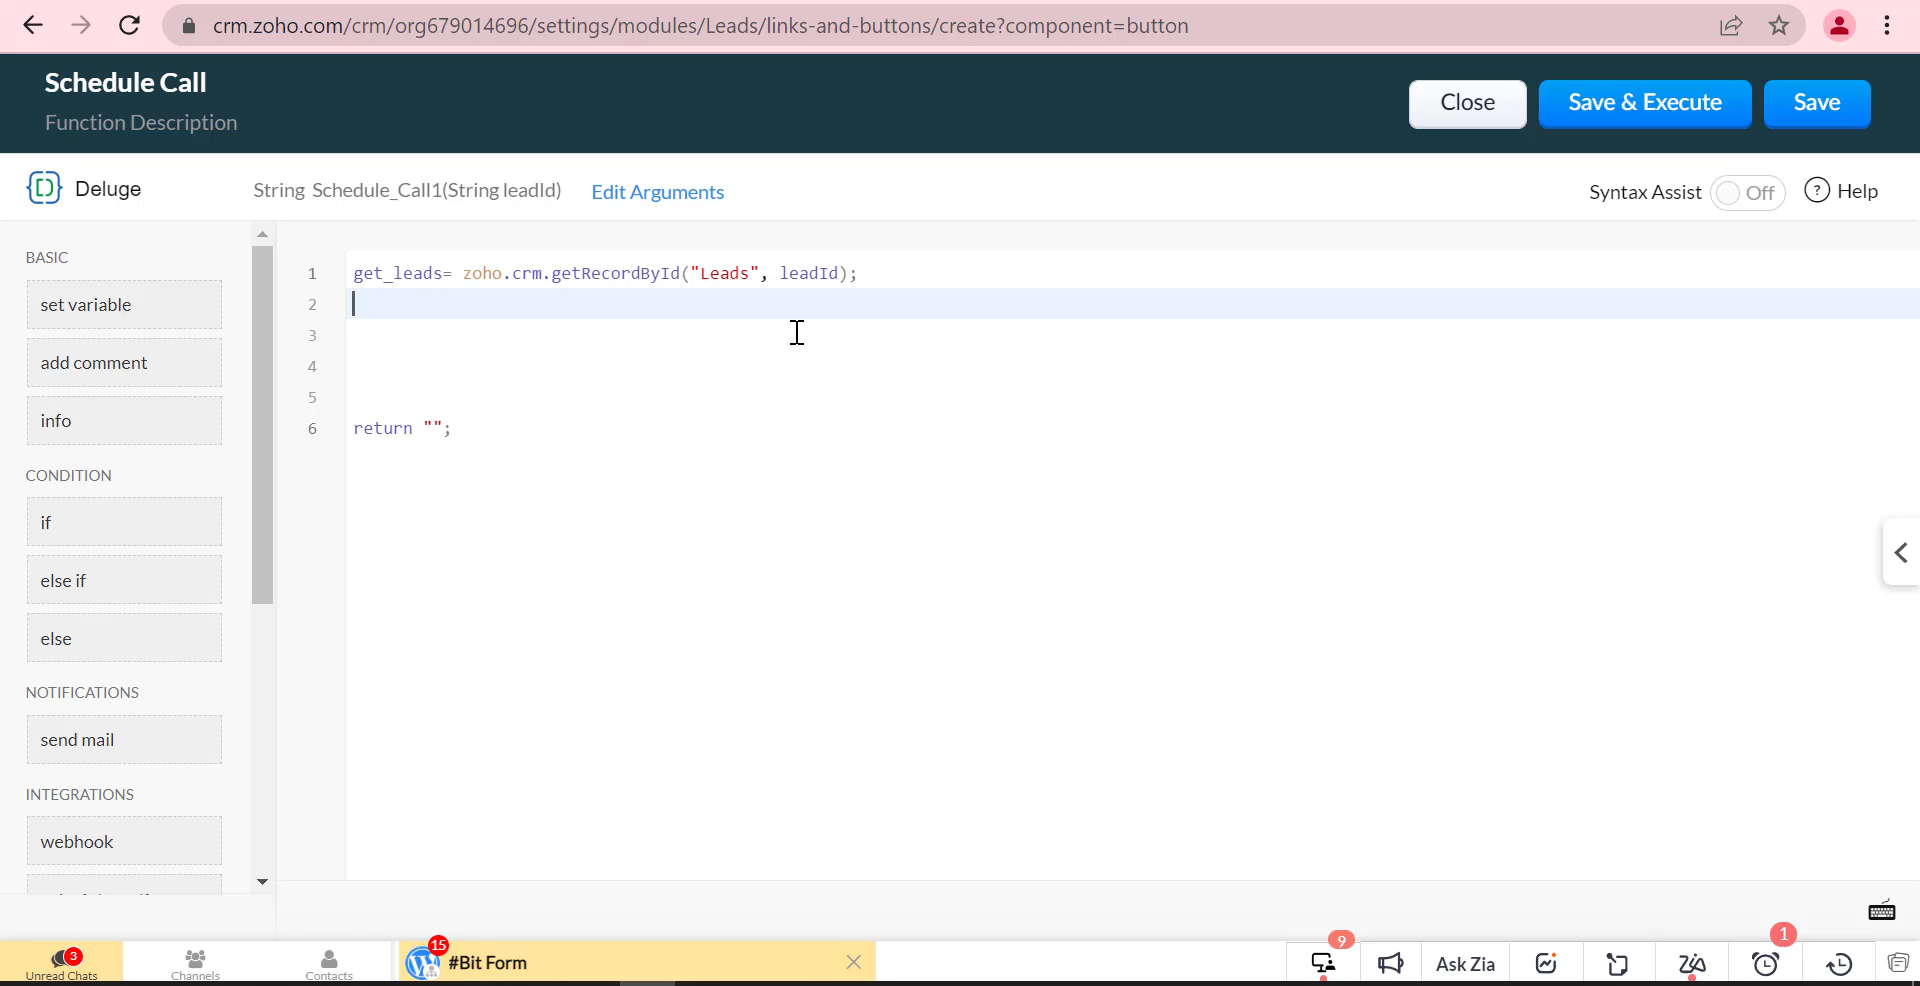 crm.zoho.com/crm/org679014696/settings/modules/Leads/links-and-buttons/create?component=button
Schedule Call
Function Description
Close
Save & Execute
Save
Deluge
String Schedule_Call1(String leadId)
Edit Arguments
Syntax Assist
Off
? Help
BASIC
set variable
add comment
info
CONDITION
if
else if
else
NOTIFICATIONS
send mail
INTEGRATIONS
webhook
1 get_leads= zoho.crm.getRecordById("Leads", leadId);
2
3
4
5
6 return "";
3
Unread Chats
Channels
Contacts
15
#Bit Form
9
Ask Zia
1